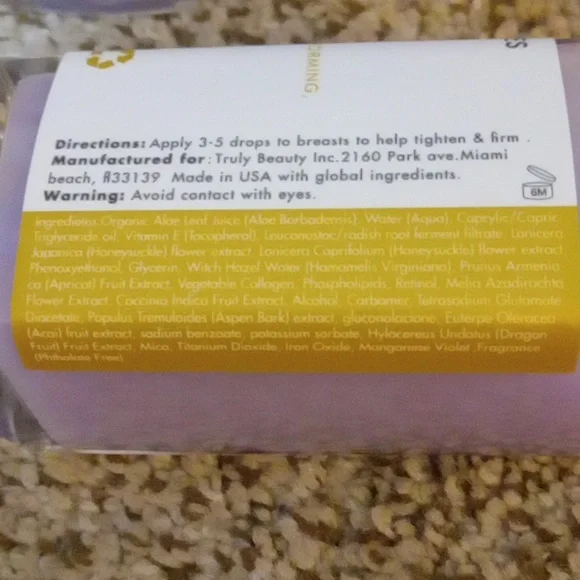 ORMING,
Directions: Apply 3-5 drops to breasts to help tighten & firm .
Manufactured for: Truly Beauty Inc.2160 Park ave.Miami
beach, fl33139 Made in USA with global ingredients.
Warning: Avoid contact with eyes.
6M
ingredietns:Organic Aloe Leaf Juice (Aloe Barbadensis), Water (Aqua), Caprylic/Capric
Triglyceride oil, Vitamin E (Tocopherol), Leuconostoc/radish root ferment filtrate, Lonicera
Japonica (Honeysuckle) flower extract, Lonicera Caprifolium (Honeysuckle) flower extract
Phenoxyethanol, Glycerin, Witch Hazel Water (Hamamelis Virginiana), Prunus Armenia
ca (Apricot) Fruit Extract, Vegetable Collagen, Phospholipids, Retinol, Melia Azadirachta
Flower Extract, Coccinia Indica Fruit Extract, Alcohol, Carbomer, Tetrasodium Glutamate
Diacetate, Populus Tremuloides (Aspen Bark) extract, gluconolactone, Euterpe Oleracea
(Acai) fruit extract, sodium benzoate, potassium sorbate, Hylocereus Undatus (Dragon
Fruit) Fruit Extract, Mica, Titanium Dioxide, Iron Oxide, Manganese Violet ,Fragrance
(Phthalate Free)